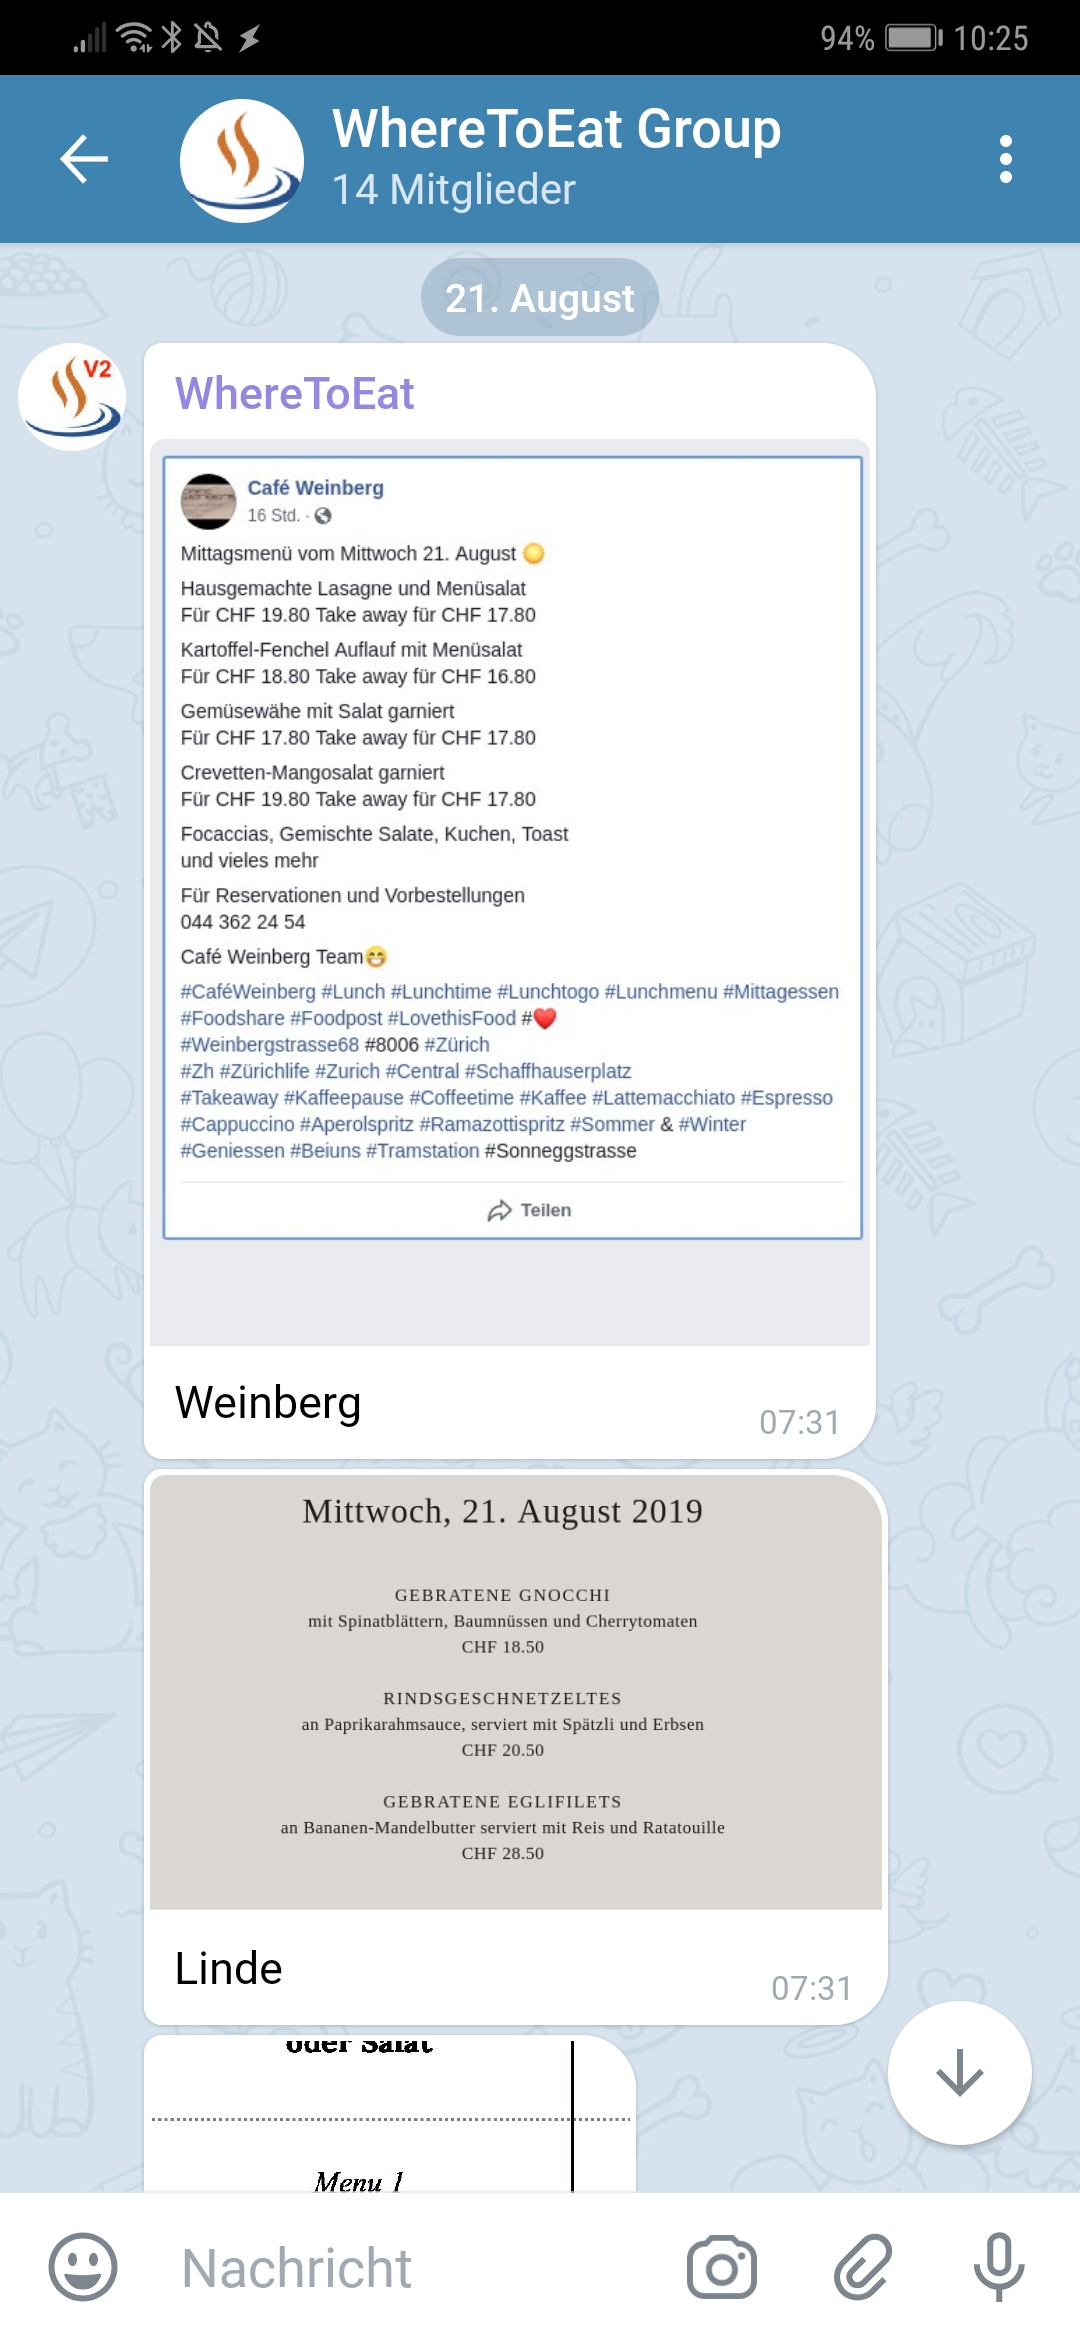 94% 10:25
WhereToEat Group
14 Mitglieder
21. August
V2
WhereToEat
Café Weinberg
16 Std. ·
Mittagsmenü vom Mittwoch 21. August
Hausgemachte Lasagne und Menüsalat
Für CHF 19.80 Take away für CHF 17.80
Kartoffel-Fenchel Auflauf mit Menüsalat
Für CHF 18.80 Take away für CHF 16.80
Gemüsewähe mit Salat garniert
Für CHF 17.80 Take away für CHF 17.80
Crevetten-Mangosalat garniert
Für CHF 19.80 Take away für CHF 17.80
Focaccias, Gemischte Salate, Kuchen, Toast
und vieles mehr
Für Reservationen und Vorbestellungen
044 362 24 54
Café Weinberg Team😁
#CaféWeinberg #Lunch #Lunchtime #Lunchtogo #Lunchmenu #Mittagessen
#Foodshare #Foodpost #LovethisFood #❤️
#Weinbergstrasse68 #8006 #Zürich
#Zh #Zürichlife #Zurich #Central #Schaffhauserplatz
#Takeaway #Kaffeepause #Coffeetime #Kaffee #Lattemacchiato #Espresso
#Cappuccino #Aperolspritz #Ramazottispritz #Sommer & #Winter
#Geniessen #Beiuns #Tramstation #Sonneggstrasse
Teilen
Weinberg
07:31
Mittwoch, 21. August 2019
GEBRATENE GNOCCHI
mit Spinatblättern, Baumnüssen und Cherrytomaten
CHF 18.50
RINDSGESCHNETZELTES
an Paprikarahmsauce, serviert mit Spätzli und Erbsen
CHF 20.50
GEBRATENE EGLIFILETS
an Bananen-Mandelbutter serviert mit Reis und Ratatouille
CHF 28.50
Linde
07:31
oder Salat
Menu 1
Nachricht